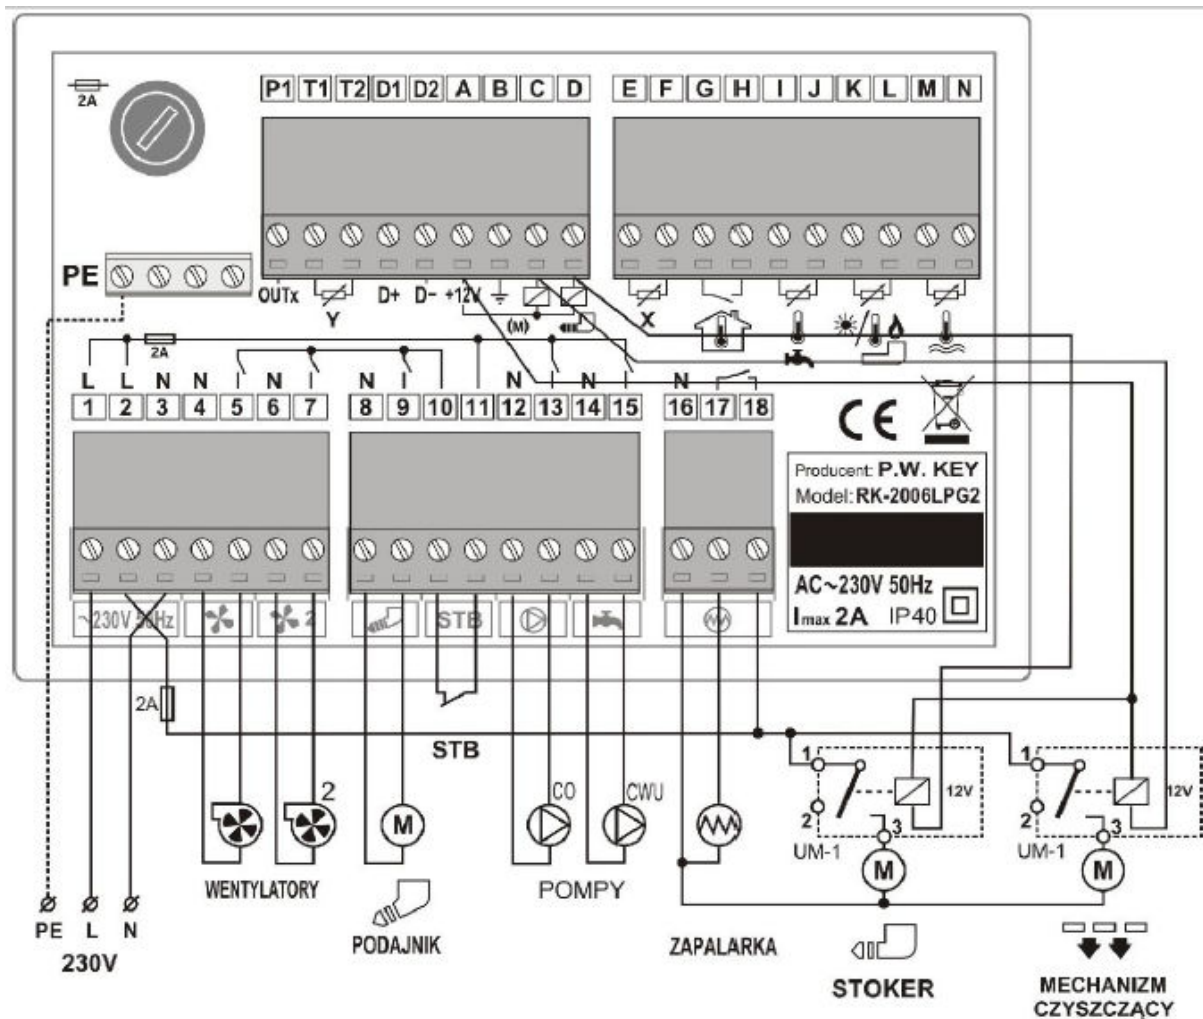 2A
P1 T1 T2 D1 D2 A B C D E F G H I J K L M N
PE
OUTx Y D+ D- +12V (M) X
2A
L L N N N N N N N
1 2 3 4 5 6 7 8 9 10 11 12 13 14 15 16 17 18
CE
Producent: P.W. KEY
Model: RK-2006LPG2
AC~230V 50Hz
Imax 2A IP40
~230V 50Hz 2 STB
2A
STB
2 CO CWU
M
1 2 3 12V
UM-1
M
1 2 3 12V
UM-1
M
WENTYLATORY
PODAJNIK
POMPY
ZAPALARKA
PE L N
230V
STOKER
MECHANIZM
CZYSZCZĄCY